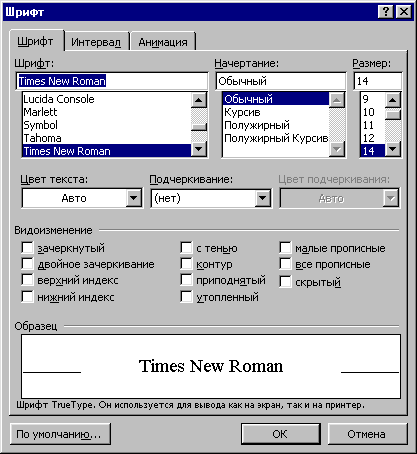 Шрифт
Шрифт Интервал Анимация
Шрифт: Начертание: Размер:
Times New Roman Обычный 14
Lucida Console Обычный 9
Marlett Курсив 10
Symbol Полужирный 11
Tahoma Полужирный Курсив 12
Times New Roman 14
Цвет текста: Подчеркивание: Цвет подчеркивания:
Авто (нет) Авто
Видоизменение
зачеркнутый с тенью малые прописные
двойное зачеркивание контур все прописные
верхний индекс приподнятый скрытый
нижний индекс утопленный
Образец
Times New Roman
Шрифт TrueType. Он используется для вывода как на экран, так и на принтер.
По умолчанию... ОК Отмена